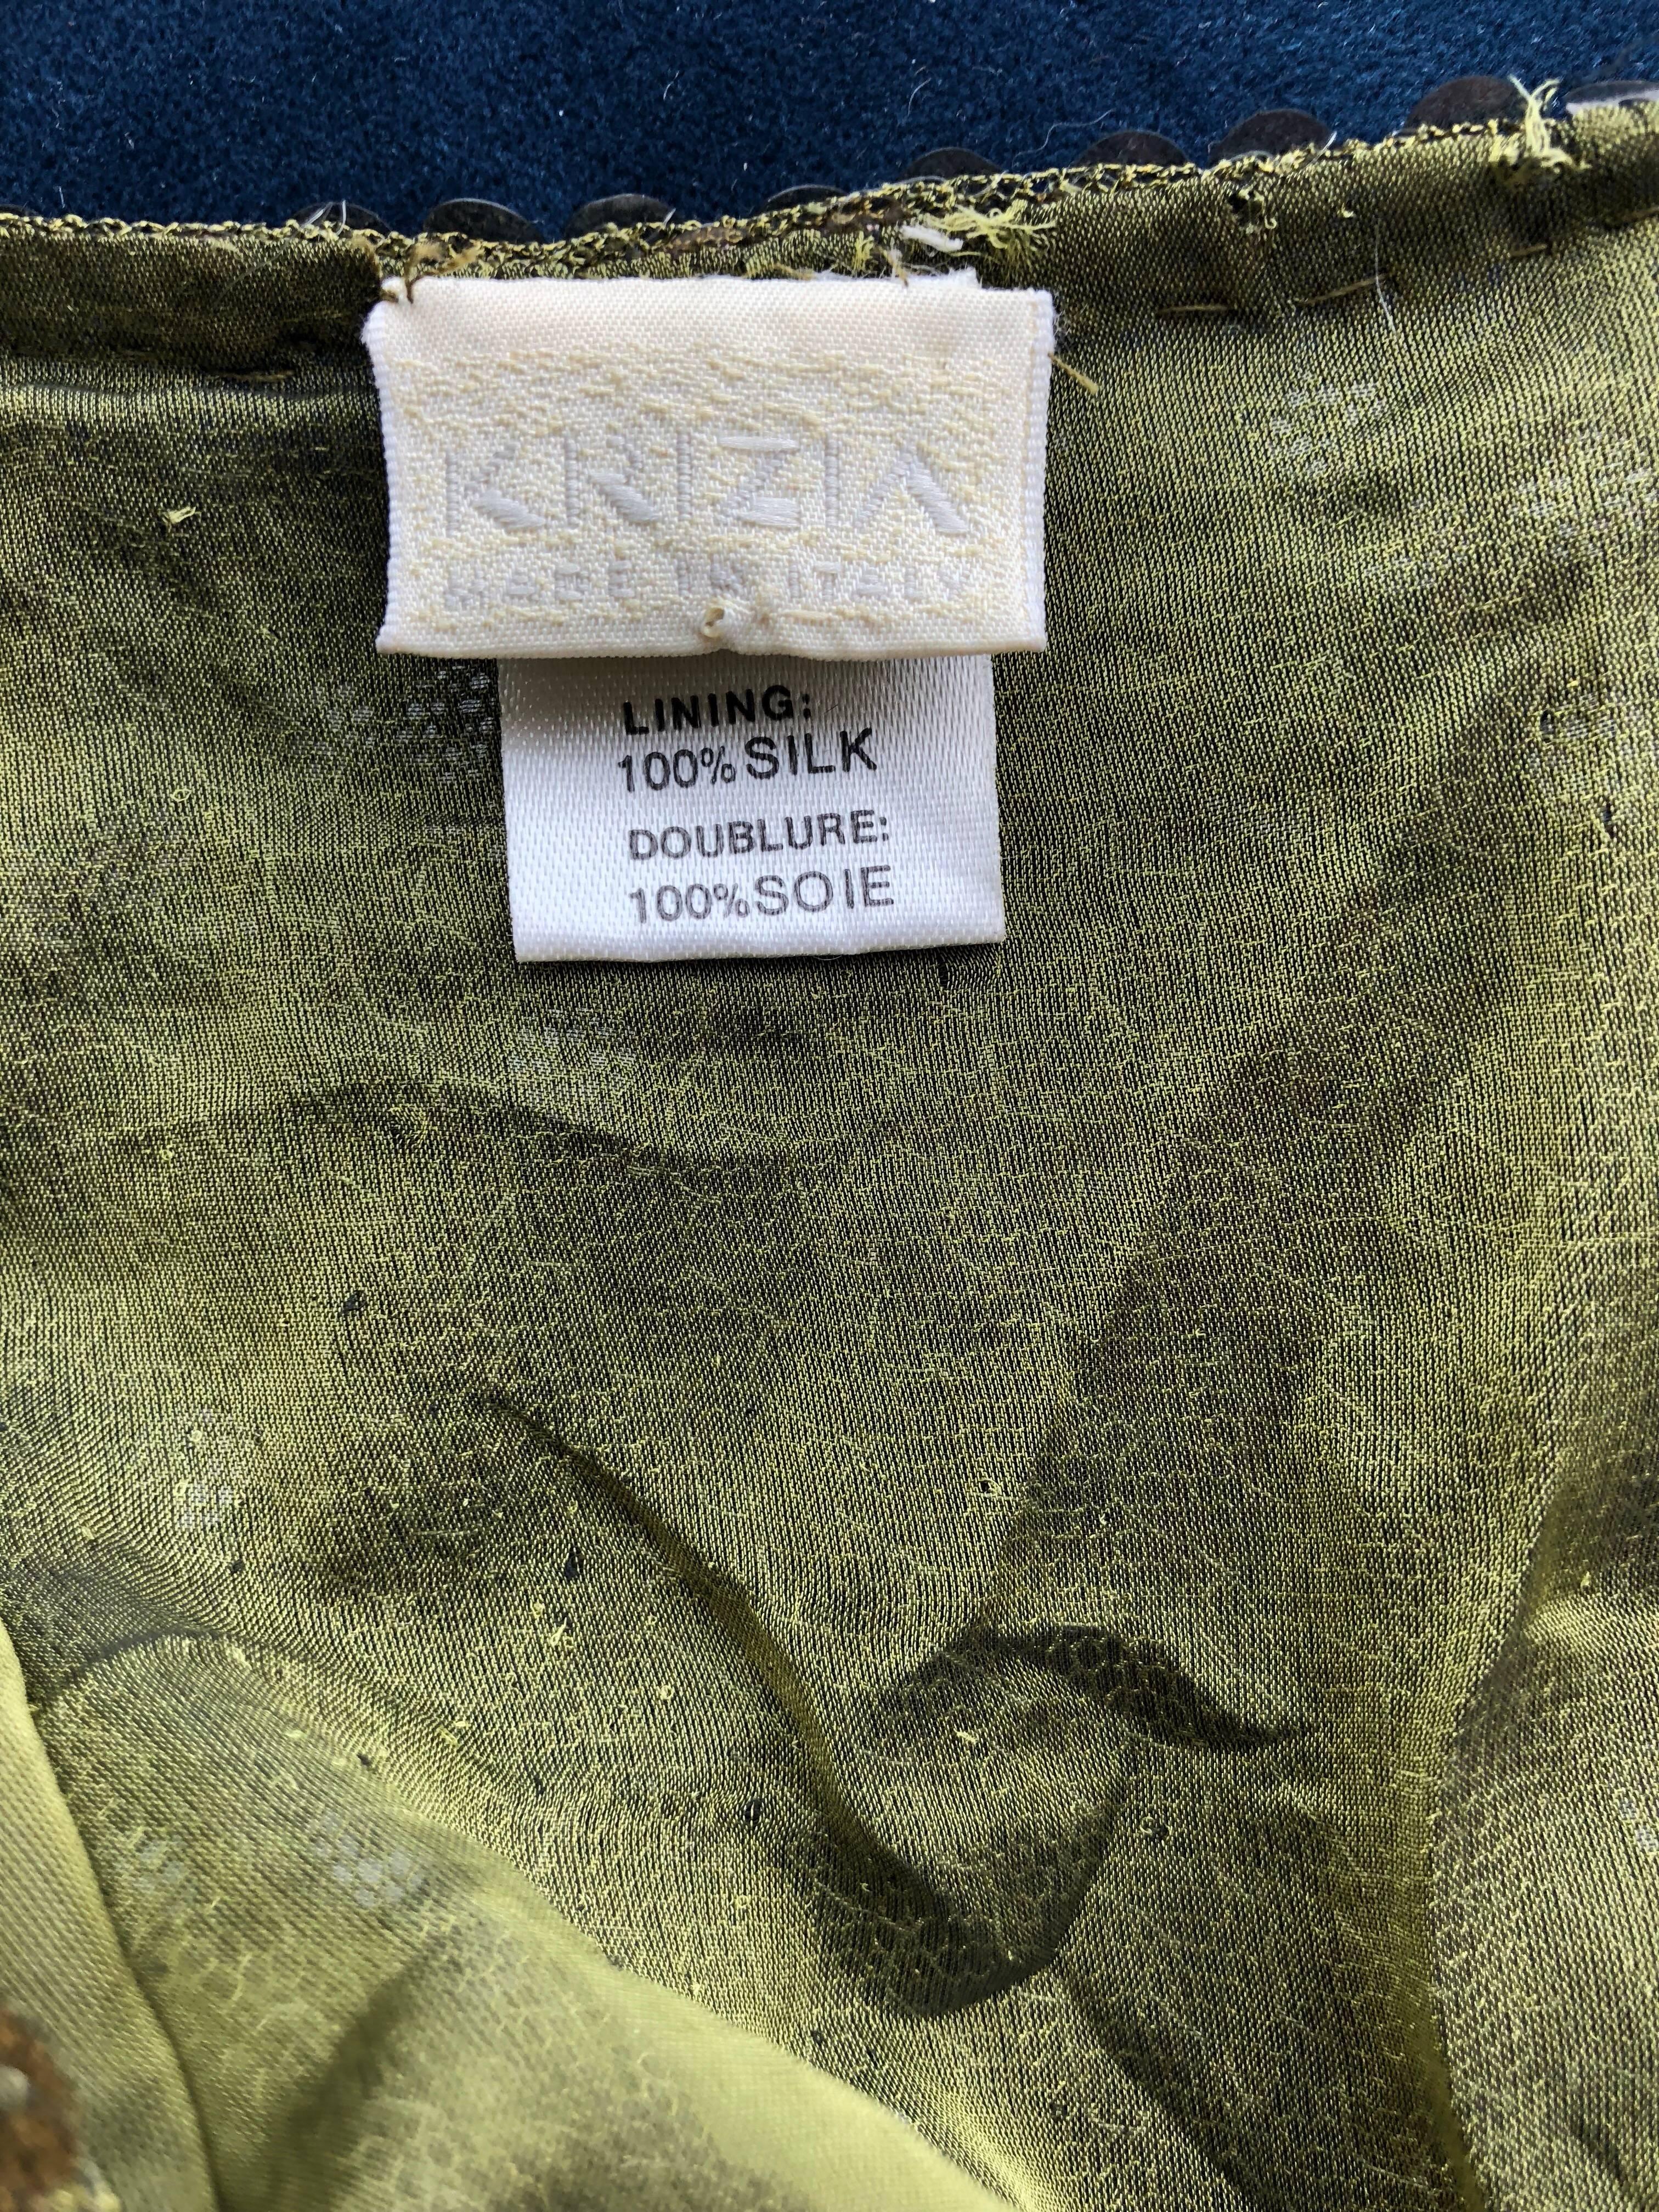 KRIZIA
MADE IN ITALY
LINING:
100% SILK
DOUBLURE:
100% SOIE